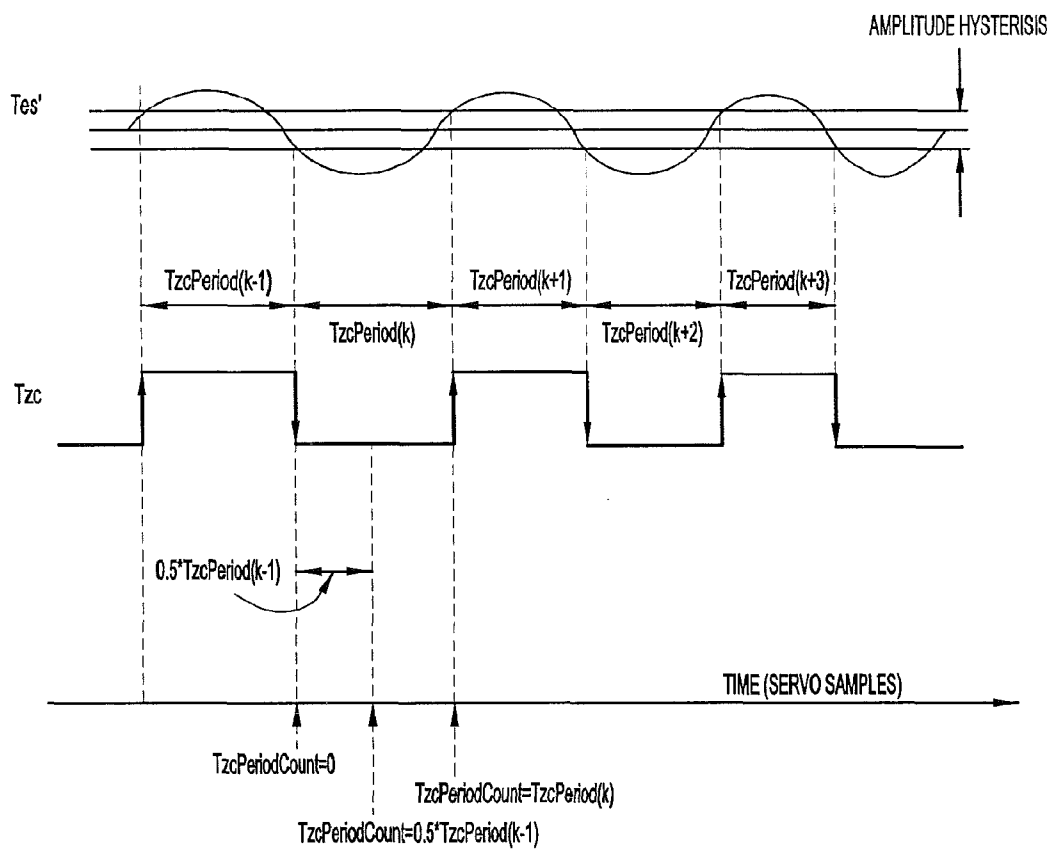 AMPLITUDE HYSTERISIS
Tes'
TzcPeriod(k-1)
TzcPeriod(k+1)
TzcPeriod(k+3)
TzcPeriod(k)
TzcPeriod(k+2)
Tzc
0.5*TzcPeriod(k-1)
TIME (SERVO SAMPLES)
TzcPeriodCount=0
TzcPeriodCount=TzcPeriod(k)
TzcPeriodCount=0.5*TzcPeriod(k-1)